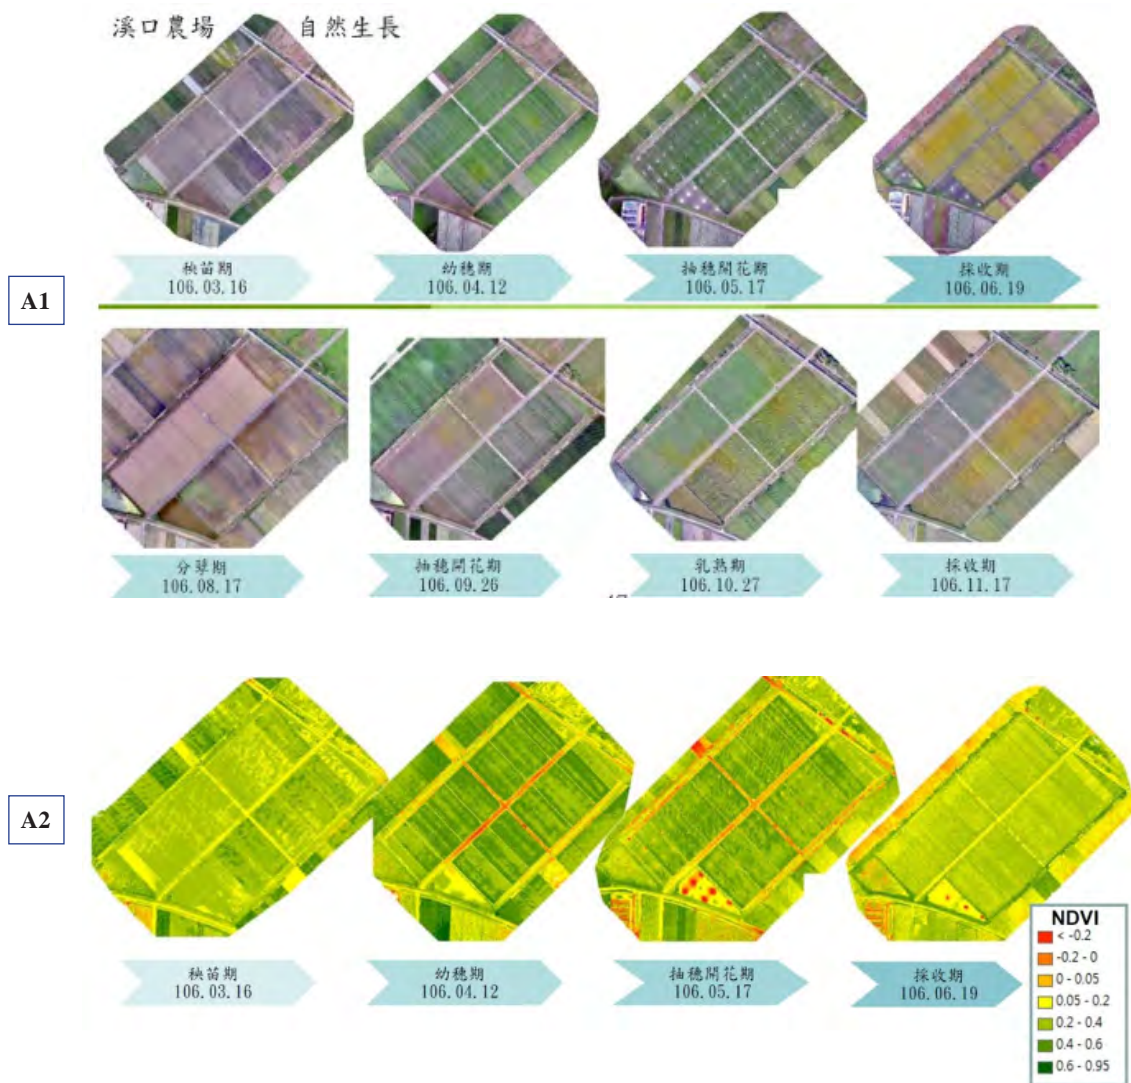 溪口農場 自然生長
秧苗期
106.03.16
幼穗期
106.04.12
抽穗開花期
106.05.17
採收期
106.06.19
A1
分蘗期
106.08.17
抽穗開花期
106.09.26
乳熟期
106.10.27
採收期
106.11.17
A2
秧苗期
106.03.16
幼穗期
106.04.12
抽穗開花期
106.05.17
採收期
106.06.19
NDVI
< -0.2
-0.2 - 0
0 - 0.05
0.05 - 0.2
0.2 - 0.4
0.4 - 0.6
0.6 - 0.95